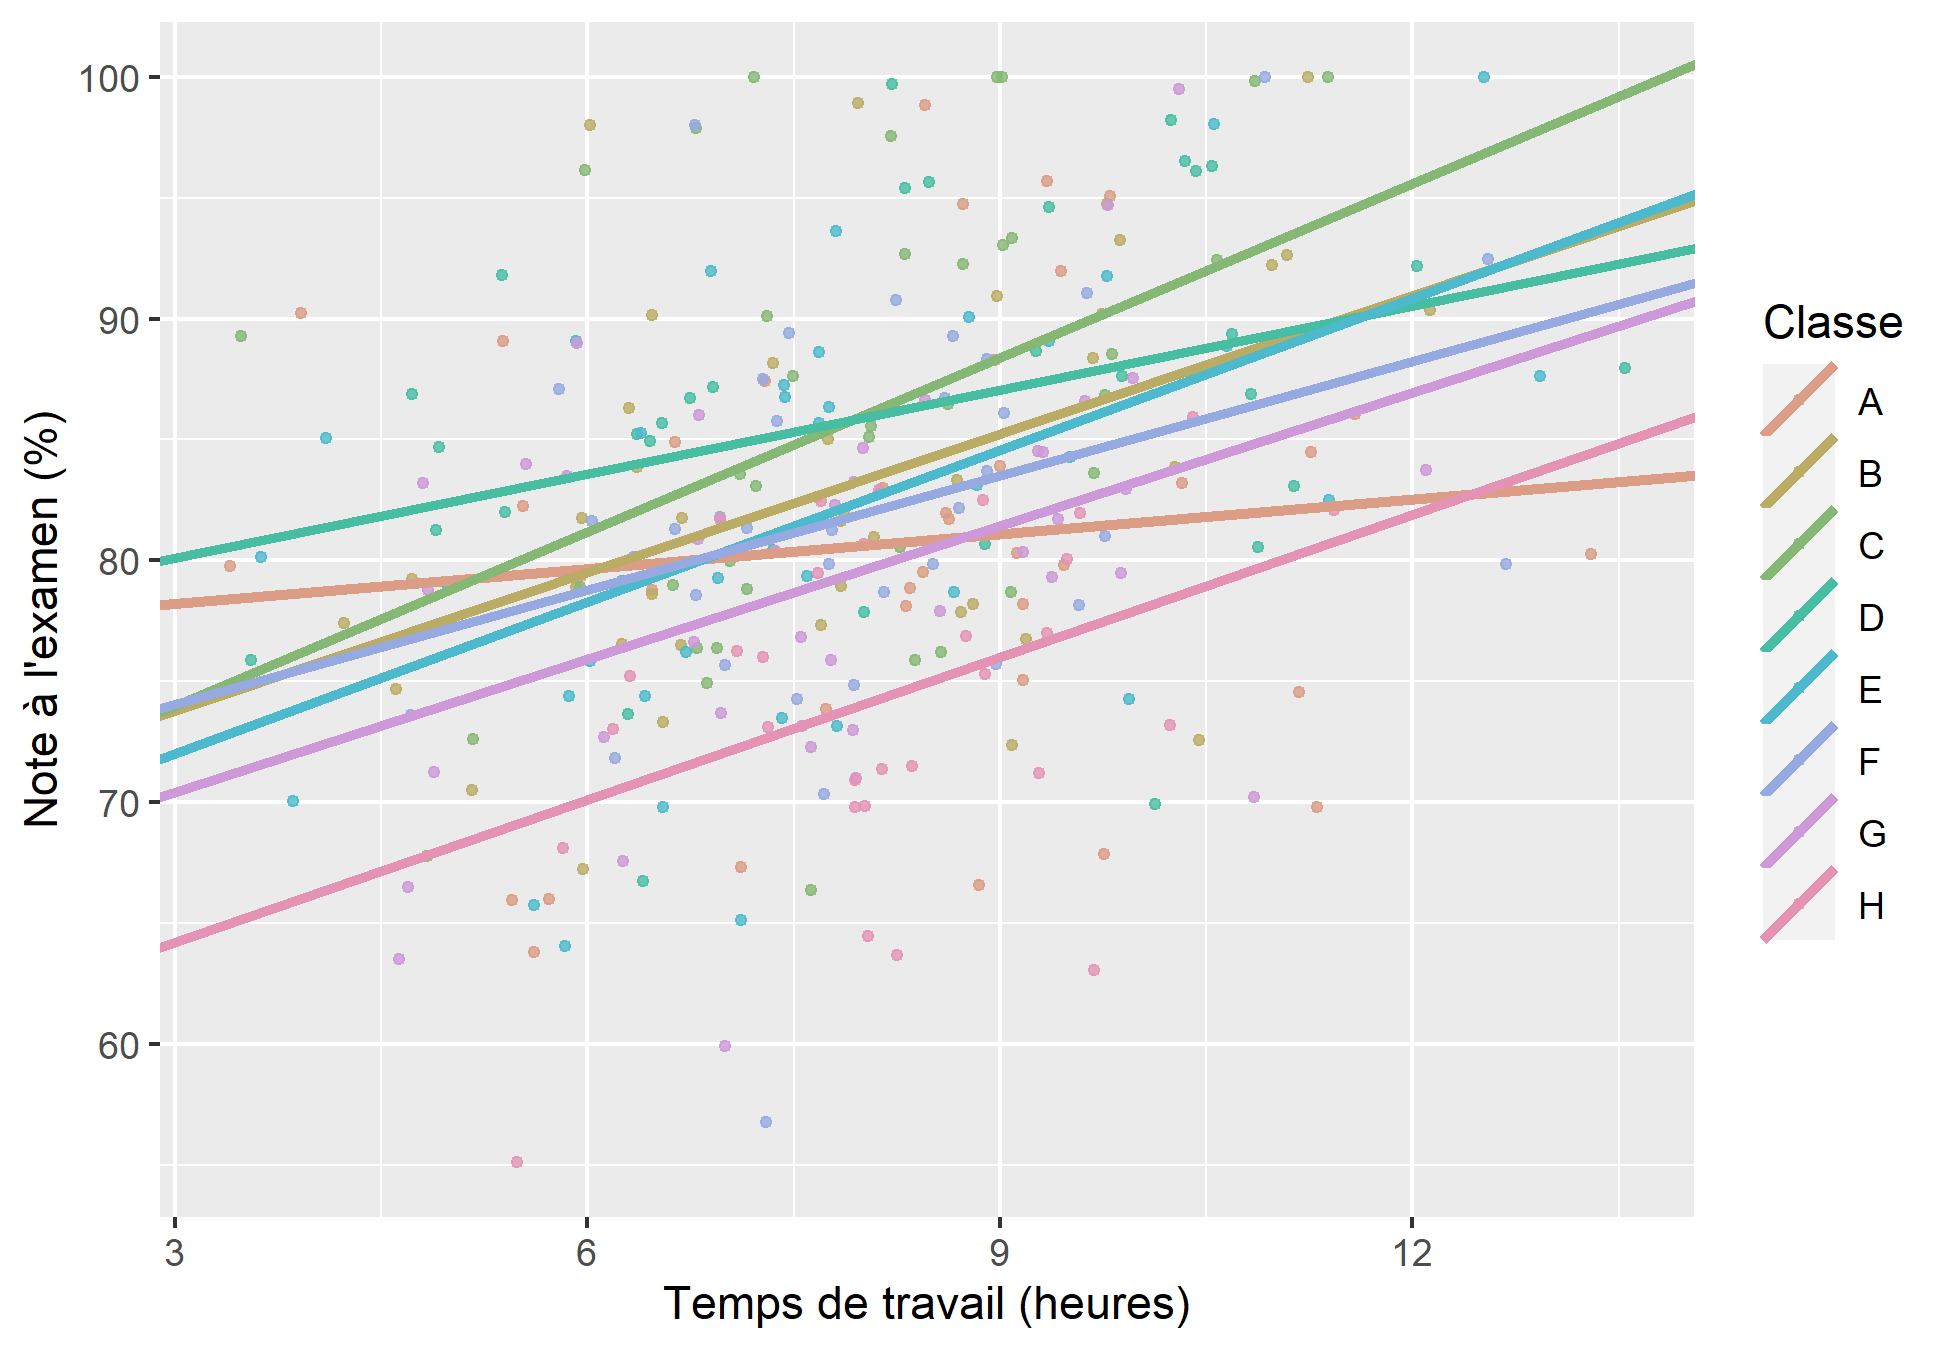 100
90
80
70
60
Note à l'examen (%)
3 6 9 12
Temps de travail (heures)
Classe
A
B
C
D
E
F
G
H